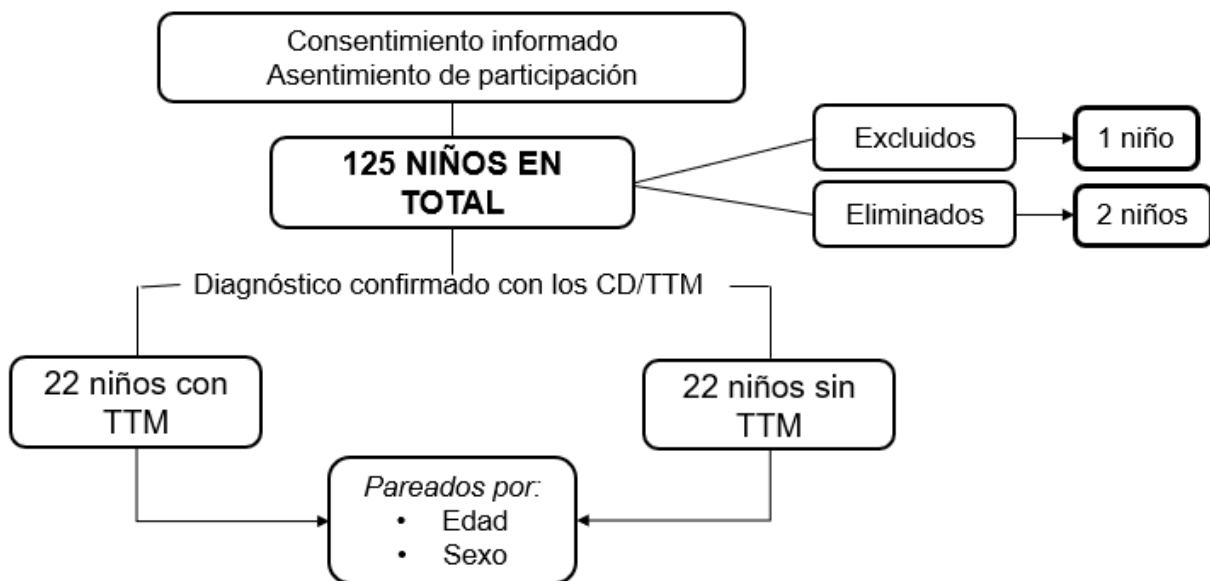 Consentimiento informado
Asentimiento de participación
125 NIÑOS EN
TOTAL
Excluidos
1 niño
Eliminados
2 niños
Diagnóstico confirmado con los CD/TTM
22 niños con
TTM
22 niños sin
TTM
Pareados por:
• Edad
• Sexo